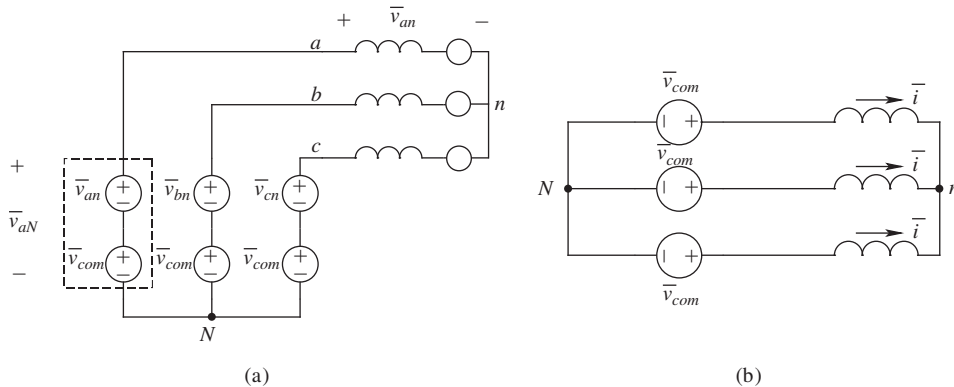 + v̅an −
a
b
n
c
+
v̅aN
−
v̅an
+
−
v̅bn
+
−
v̅cn
+
−
v̅com
+
−
v̅com
+
−
v̅com
+
−
N
(a)
v̅com
− +
i̅
v̅com
N
− +
i̅
n
− +
i̅
v̅com
(b)